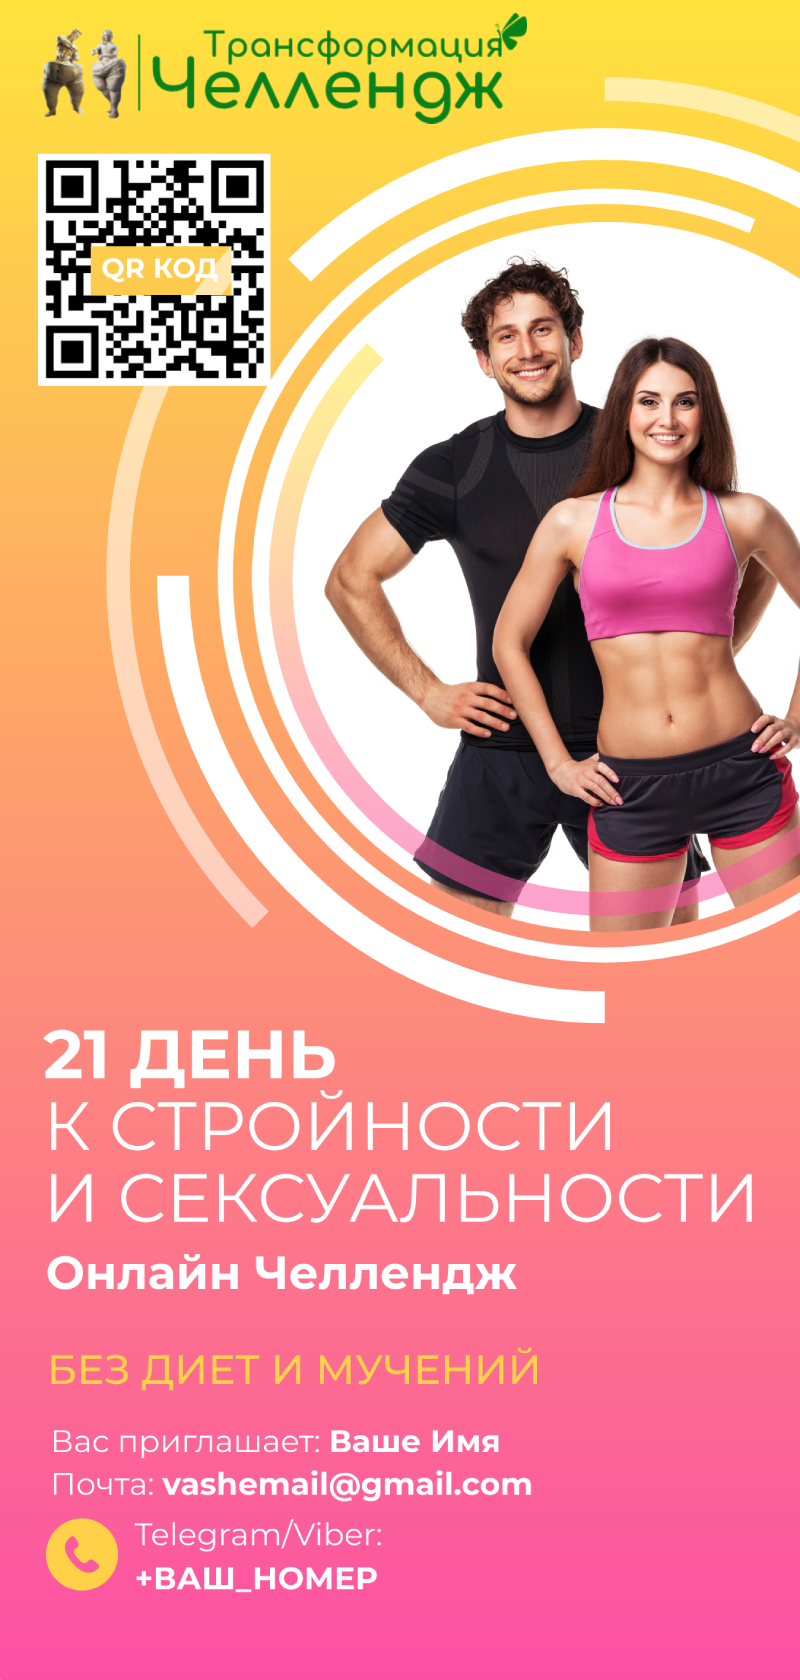 Трансформация
Челлендж
QR КОД
21 ДЕНЬ
К СТРОЙНОСТИ
И СЕКСУАЛЬНОСТИ
Онлайн Челлендж
БЕЗ ДИЕТ И МУЧЕНИЙ
Вас приглашает: Ваше Имя
Почта: vashemail@gmail.com
Telegram/Viber:
+ВАШ_НОМЕР